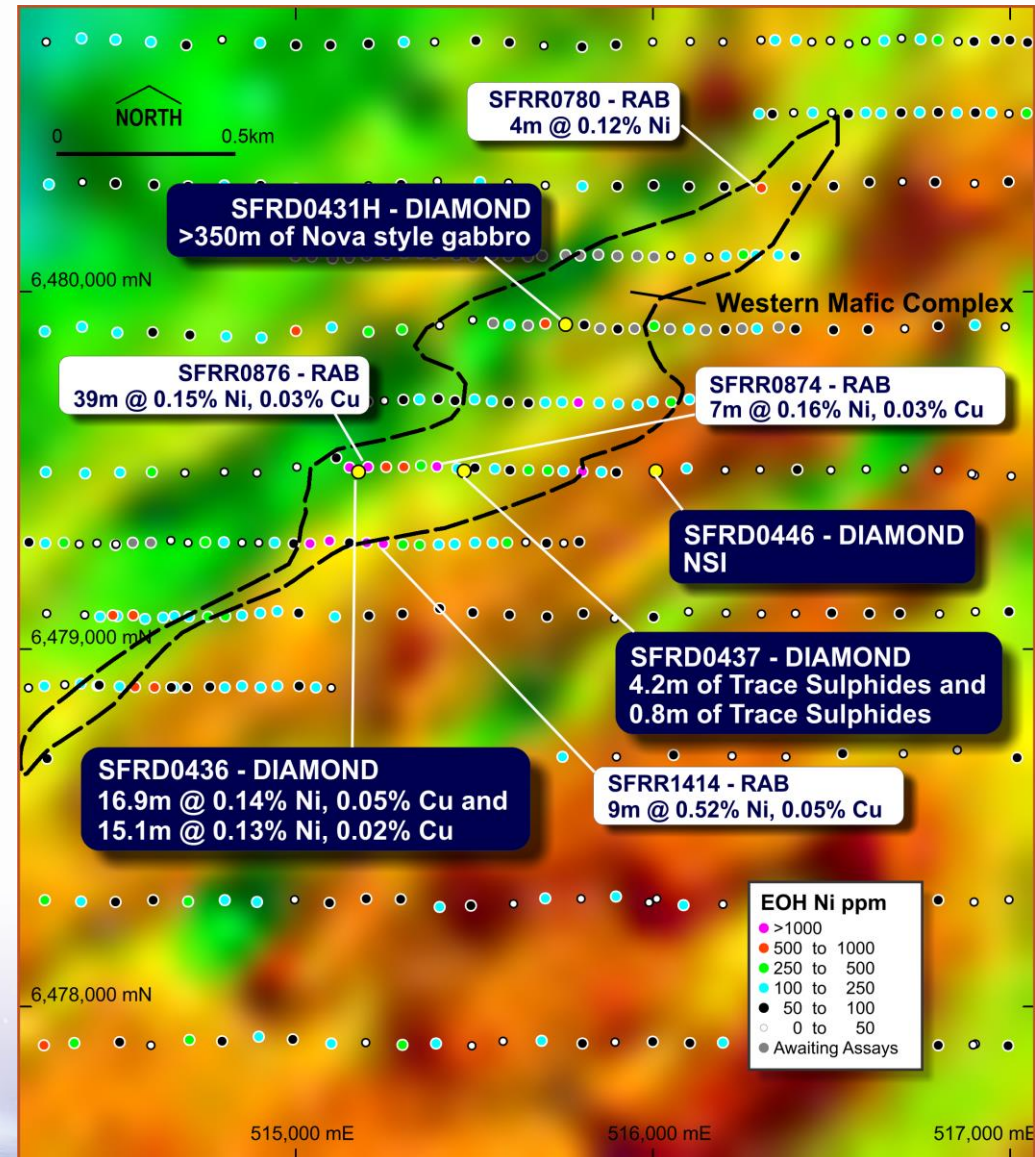 SFRR0780 - RAB
4m @ 0.12% Ni
NORTH
0 0.5km
SFRD0431H - DIAMOND
>350m of Nova style gabbro
6,480,000 mN
Western Mafic Complex
SFRR0876 - RAB
39m @ 0.15% Ni, 0.03% Cu
SFRR0874 - RAB
7m @ 0.16% Ni, 0.03% Cu
SFRD0446 - DIAMOND
NSI
6,479,000 mN
SFRD0437 - DIAMOND
4.2m of Trace Sulphides and
0.8m of Trace Sulphides
SFRD0436 - DIAMOND
16.9m @ 0.14% Ni, 0.05% Cu and
15.1m @ 0.13% Ni, 0.02% Cu
SFRR1414 - RAB
9m @ 0.52% Ni, 0.05% Cu
EOH Ni ppm
>1000
500 to 1000
250 to 500
100 to 250
50 to 100
0 to 50
Awaiting Assays
6,478,000 mN
515,000 mE
516,000 mE
517,000 mE